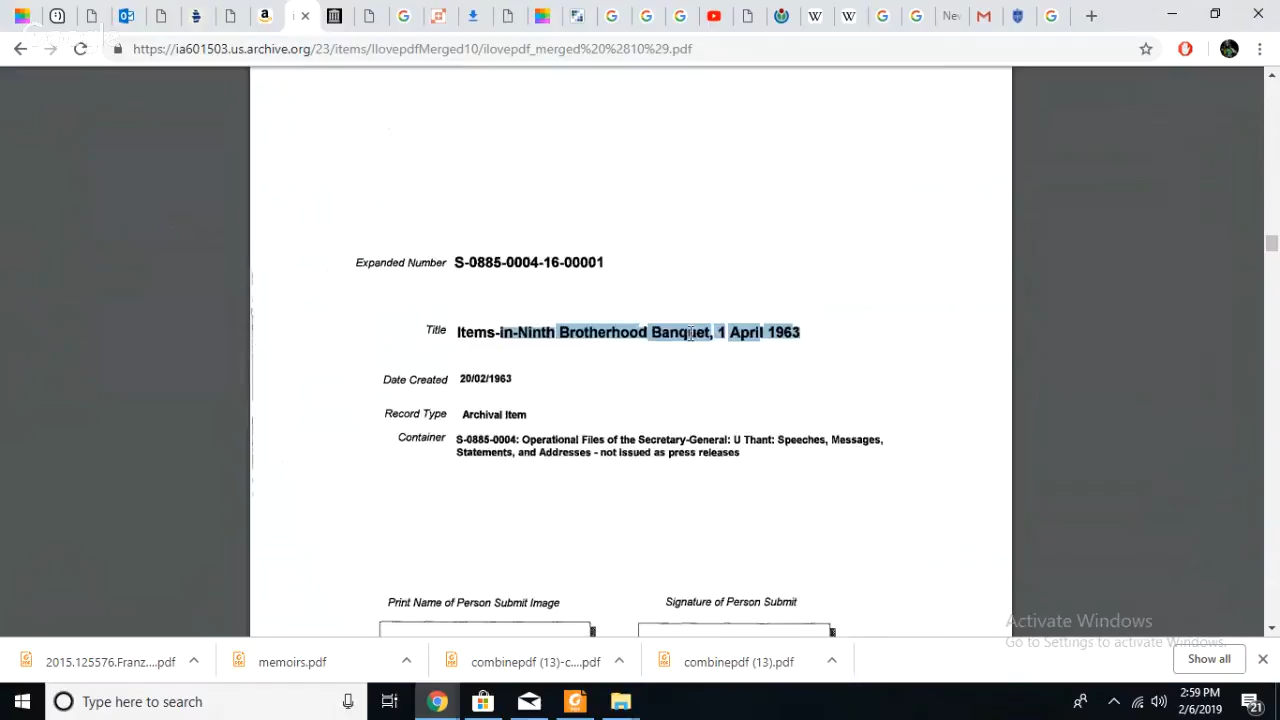 Nev
https://ia601503.us.archive.org/23/items/IlovepdfMerged10/ilovepdf_merged%20%2810%29.pdf
Expanded Number S-0885-0004-16-00001
Title Items-in-Ninth Brotherhood Banquet, 1 April 1963
Date Created 20/02/1963
Record Type Archival Item
Container S-0885-0004: Operational Files of the Secretary-General: U Thant: Speeches, Messages,
Statements, and Addresses - not issued as press releases
Print Name of Person Submit Image Signature of Person Submit
Activate Windows
Go to Settings to activate Windows.
2015.125576.Franz....pdf memoirs.pdf combinepdf (13)-c....pdf combinepdf (13).pdf Show all
Type here to search
2:59 PM
2/6/2019
21